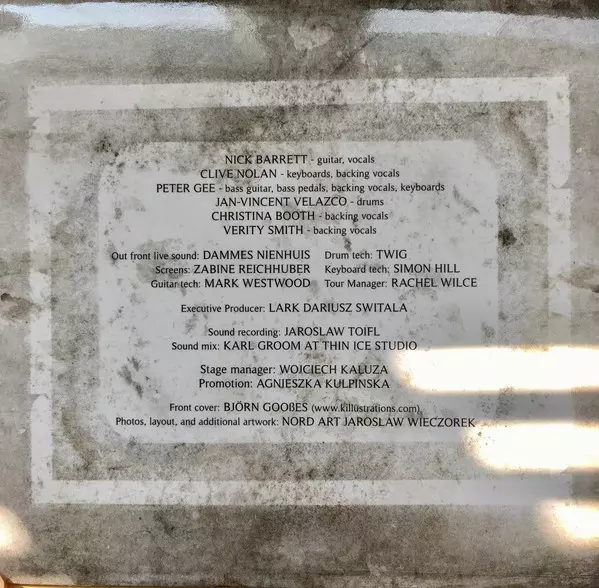 NICK BARRETT - guitar, vocals
CLIVE NOLAN - keyboards, backing vocals
PETER GEE - bass guitar, bass pedals, backing vocals, keyboards
JAN-VINCENT VELAZCO - drums
CHRISTINA BOOTH - backing vocals
VERITY SMITH - backing vocals
Out front live sound: DAMMES NIENHUIS Drum tech: TWIG
Screens: ZABINE REICHHUBER Keyboard tech: SIMON HILL
Guitar tech: MARK WESTWOOD Tour Manager: RACHEL WILCE
Executive Producer: LARK DARIUSZ SWITALA
Sound recording: JAROSLAW TOIFL
Sound mix: KARL GROOM AT THIN ICE STUDIO
Stage manager: WOJCIECH KALUZA
Promotion: AGNIESZKA KULPINSKA
Front cover: BJÖRN GOOßES (www.killustrations.com)
Photos, layout, and additional artwork: NORD ART JAROSLAW WIECZOREK